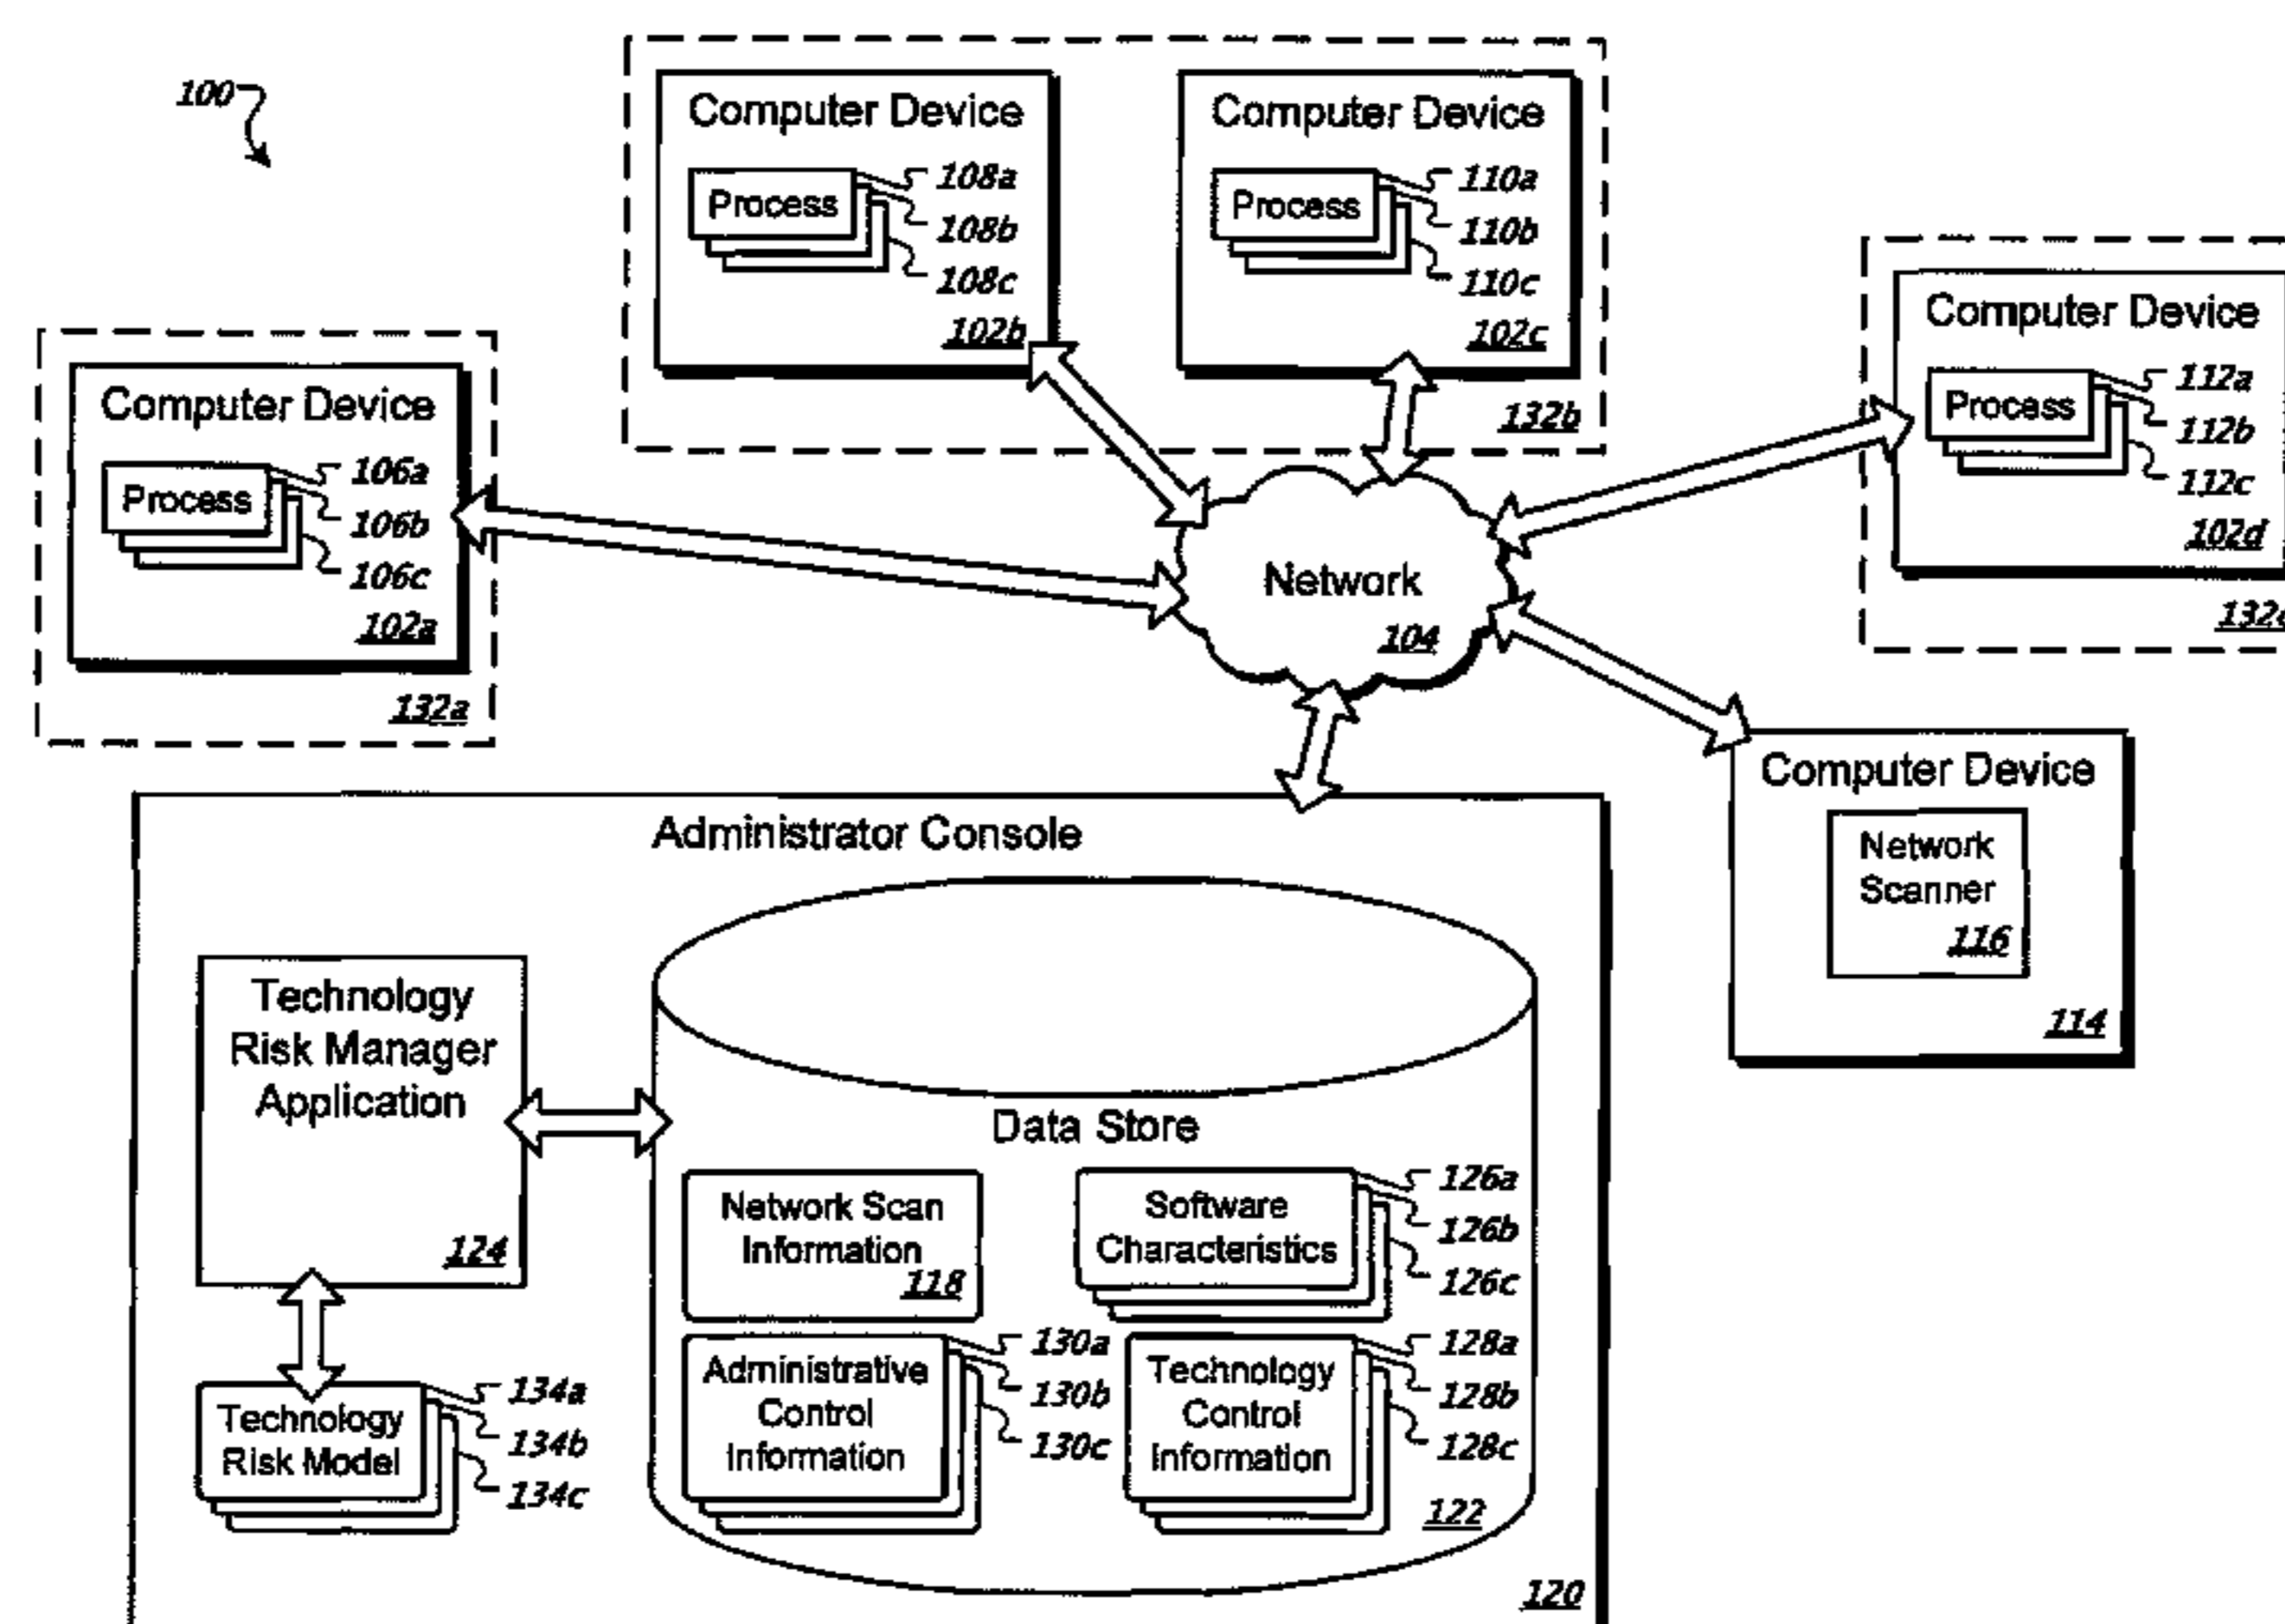 100
Computer Device
Process
108a
108b
108c
102b
Computer Device
Process
110a
110b
110c
102c
132b
Computer Device
Process
112a
112b
112c
102d
Computer Device
Process
106a
106b
106c
102a
132a
Network
104
Computer Device
Network
Scanner
116
114
Administrator Console
Technology
Risk Manager
Application
124
Data Store
Network Scan
Information
118
Software
Characteristics
126a
126b
126c
Administrative
Control
Information
130a
130b
130c
Technology
Control
Information
128a
128b
128c
122
Technology
Risk Model
134a
134b
134c
120